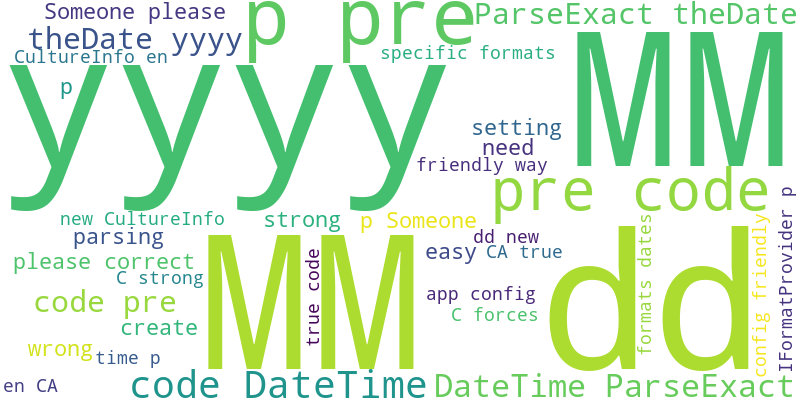 Someone please
p pre
ParseExact theDate
theDate yyyy
CultureInfo en
specific formats
p
yyyy
MM
setting
need
friendly way
pre code
new CultureInfo
strong
p Someone
parsing
dd new
please correct
easy
CA true
C strong
MM
true code
dd
formats dates
config friendly
IFormatProvider p
code pre
app config
create
C forces
wrong
time p
en CA
code DateTime
DateTime ParseExact